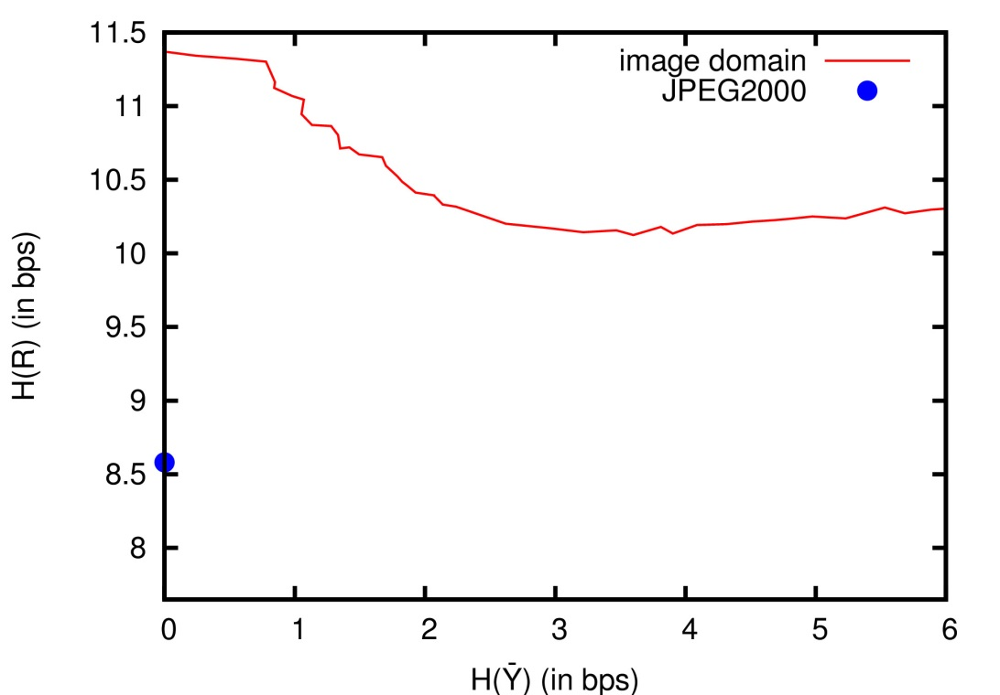 11.5
11
10.5
10
9.5
9
8.5
8
H(R) (in bps)
image domain
JPEG2000
0 1 2 3 4 5 6
H(Ȳ) (in bps)